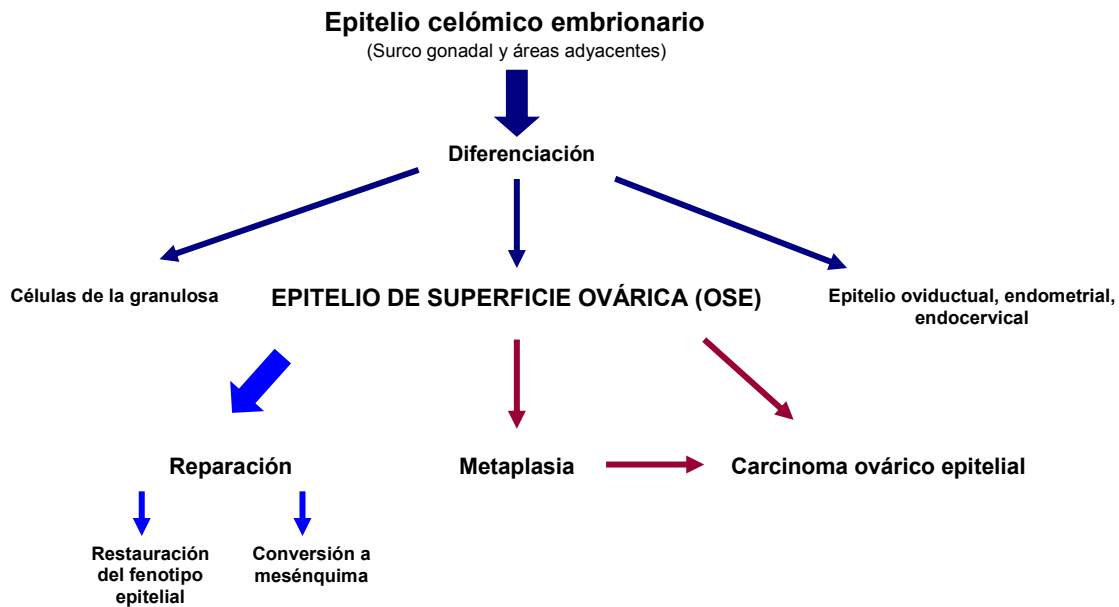 Epitelio celómico embrionario
(Surco gonadal y áreas adyacentes)
Diferenciación
Células de la granulosa
EPITELIO DE SUPERFICIE OVÁRICA (OSE)
Epitelio oviductual, endometrial,
endocervical
Reparación
Metaplasia
Carcinoma ovárico epitelial
Restauración
del fenotipo
epitelial
Conversión a
mesénquima